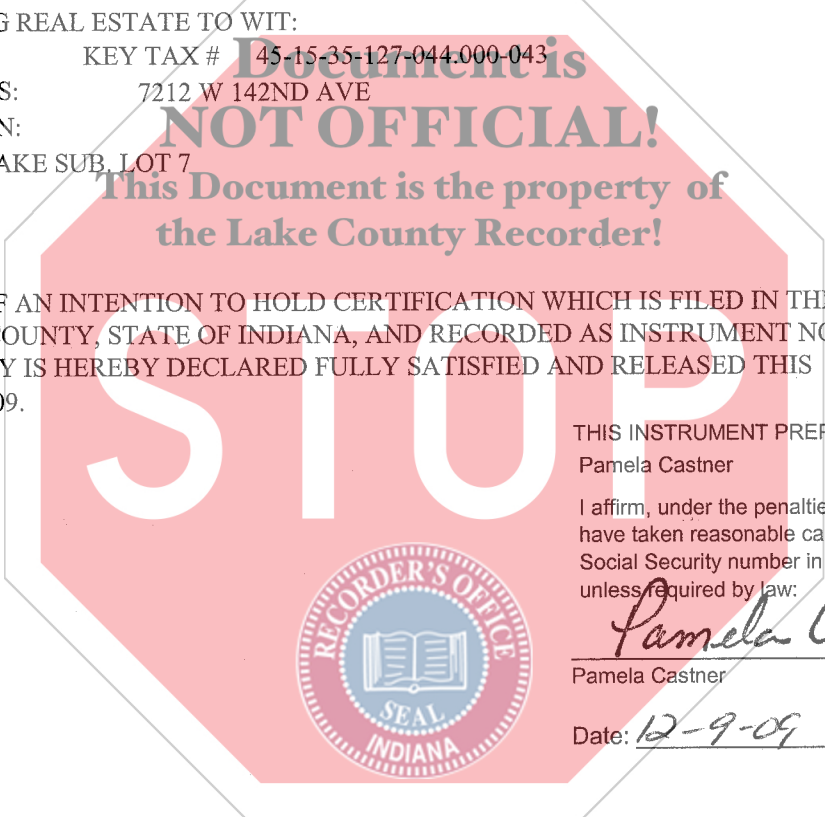 G REAL ESTATE TO WIT:
KEY TAX # 45-15-35-127-044.000-043
Document is
S: 7212 W 142ND AVE
NOT OFFICIAL!
N:
AKE SUB, LOT 7
This Document is the property of
the Lake County Recorder!
F AN INTENTION TO HOLD CERTIFICATION WHICH IS FILED IN THE
COUNTY, STATE OF INDIANA, AND RECORDED AS INSTRUMENT NO
Y IS HEREBY DECLARED FULLY SATISFIED AND RELEASED THIS
09.
STOP
THIS INSTRUMENT PREP
Pamela Castner
I affirm, under the penaltie
have taken reasonable ca
Social Security number in
unless required by law:
Pamela C
Pamela Castner
Date: 12-9-09
RECORDER'S OFFICE
SEAL
INDIANA